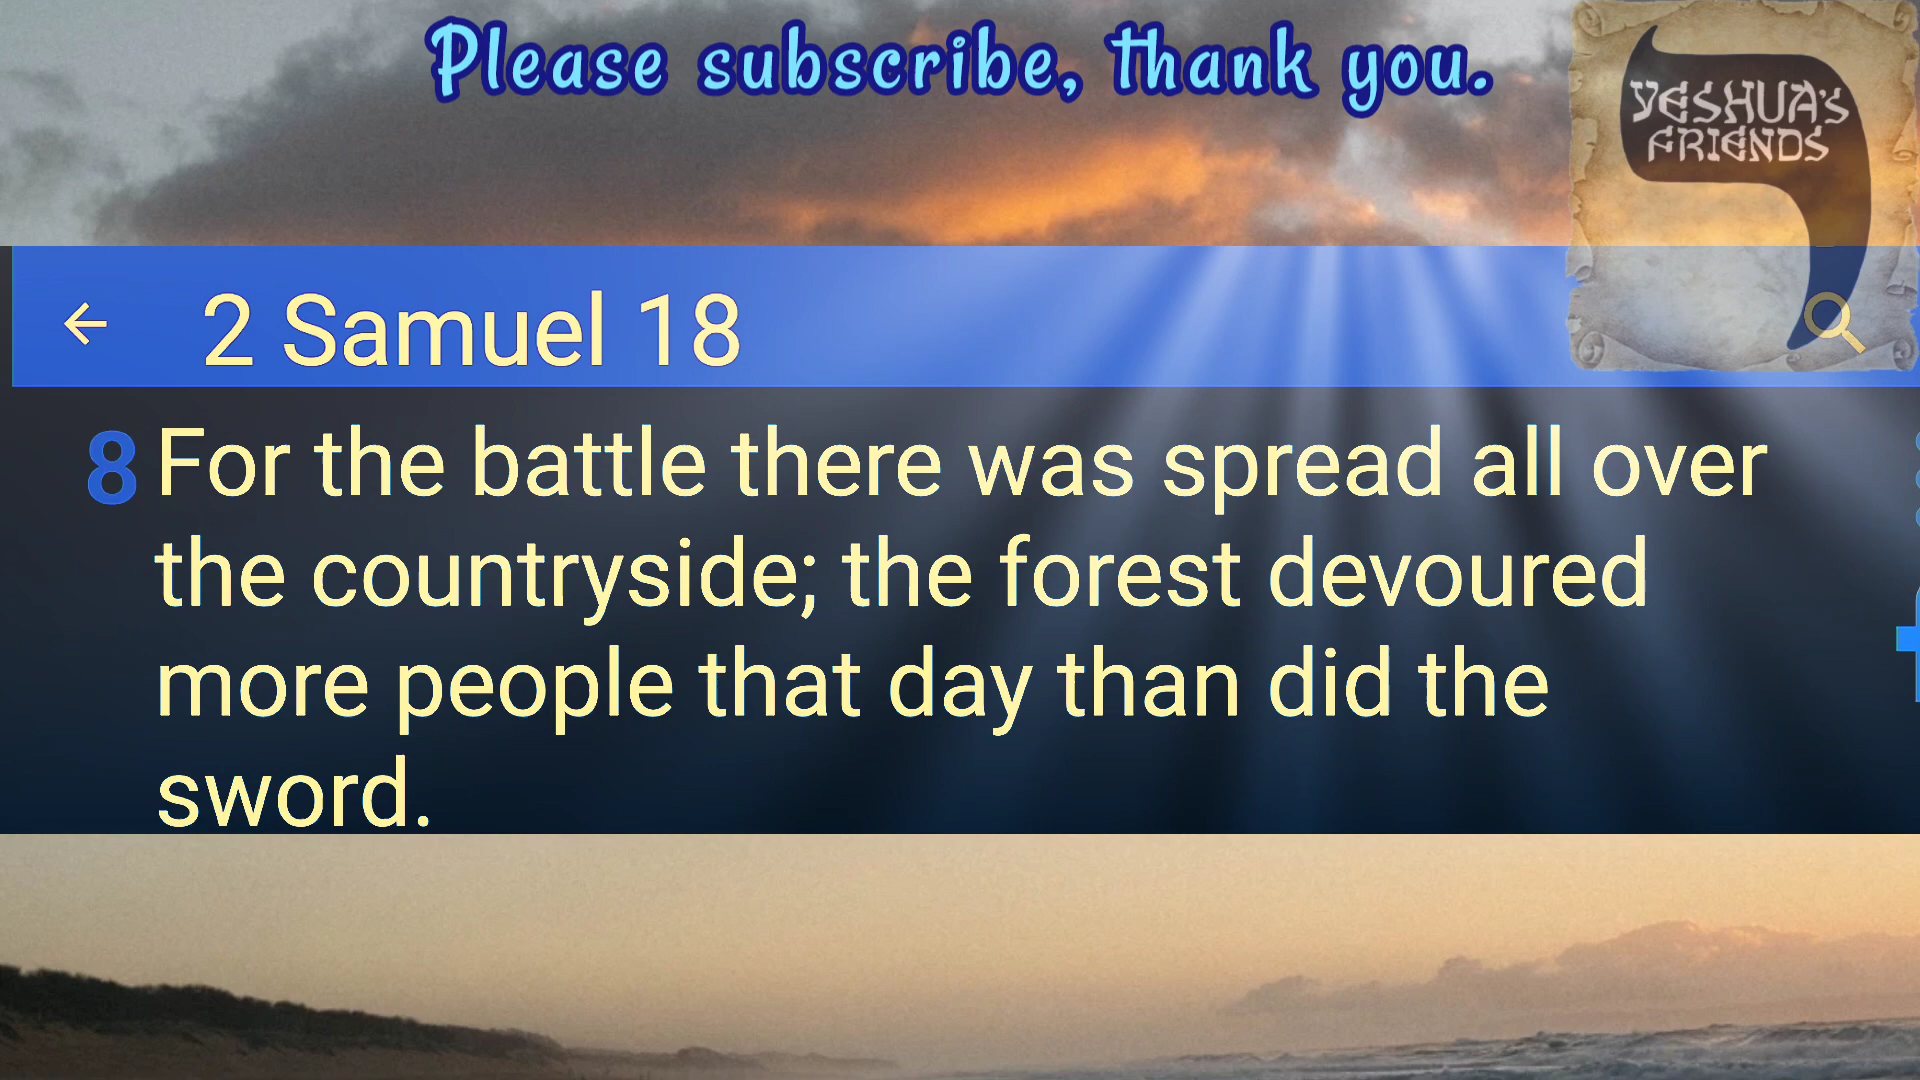 Please subscribe, thank you.
YESHUA'S
FRIENDS
2 Samuel 18
8 For the battle there was spread all over
the countryside; the forest devoured
more people that day than did the
sword.